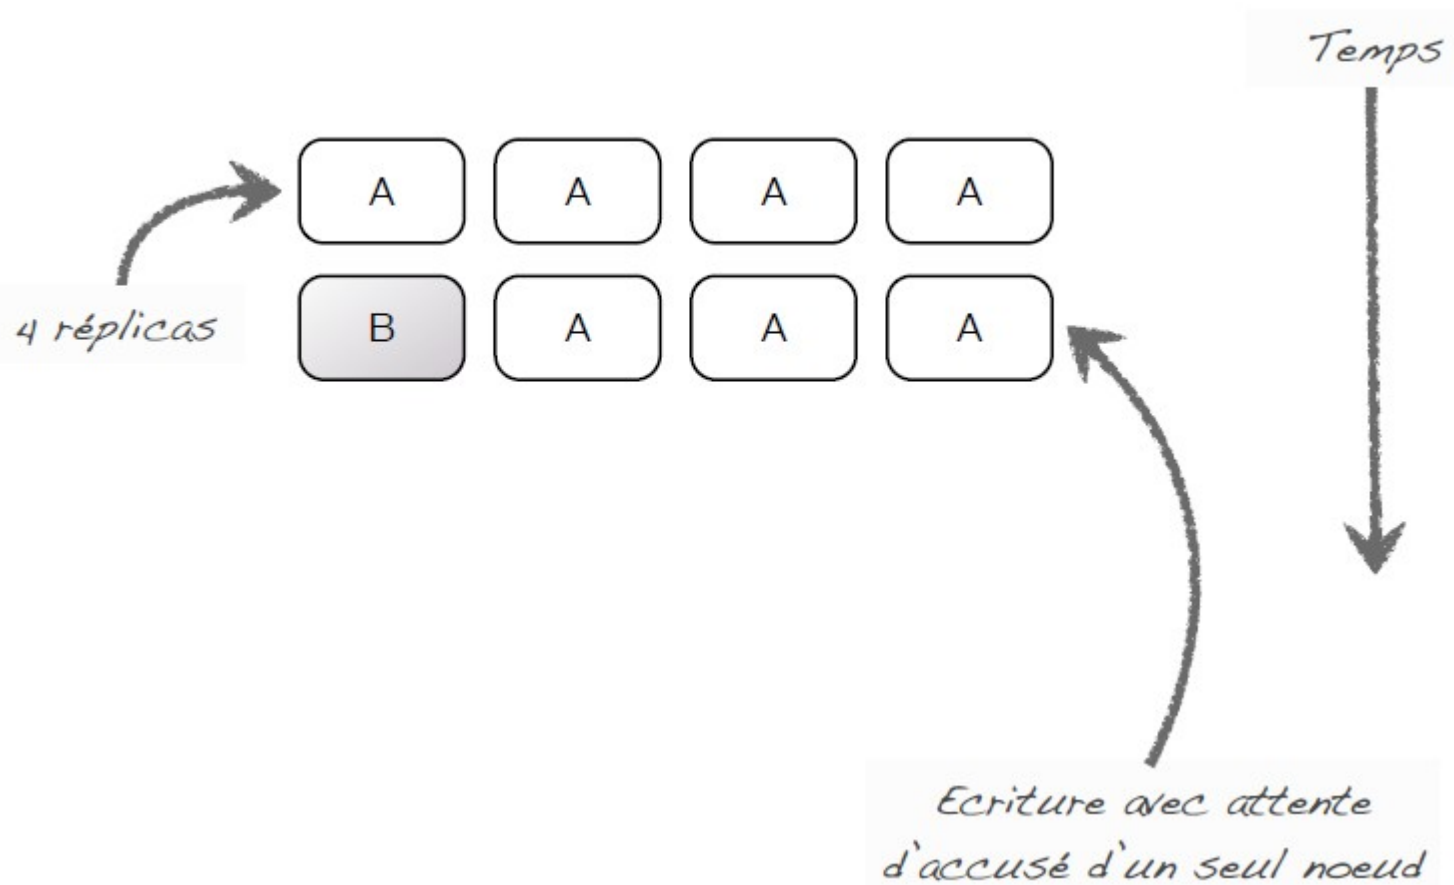 Temps
A A A A
4 réplicas
B A A A
Ecriture avec attente
d'accusé d'un seul noeud